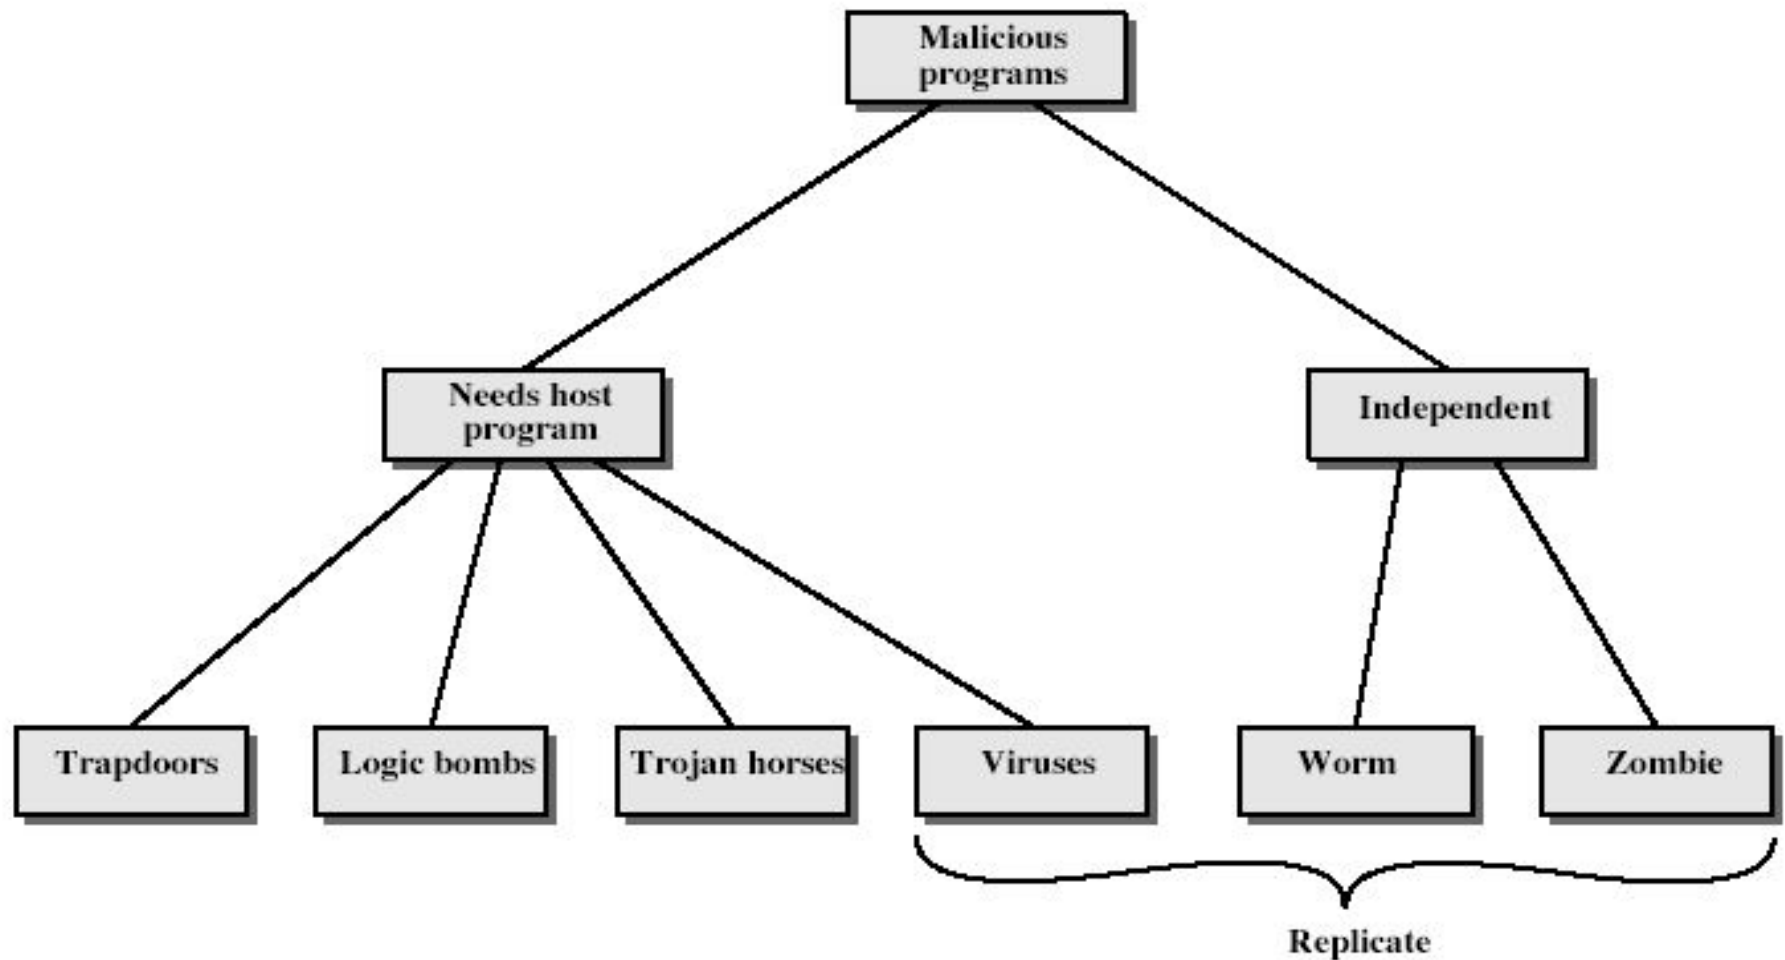 Malicious
programs
Needs host
program
Independent
Trapdoors
Logic bombs
Trojan horses
Viruses
Worm
Zombie
Replicate